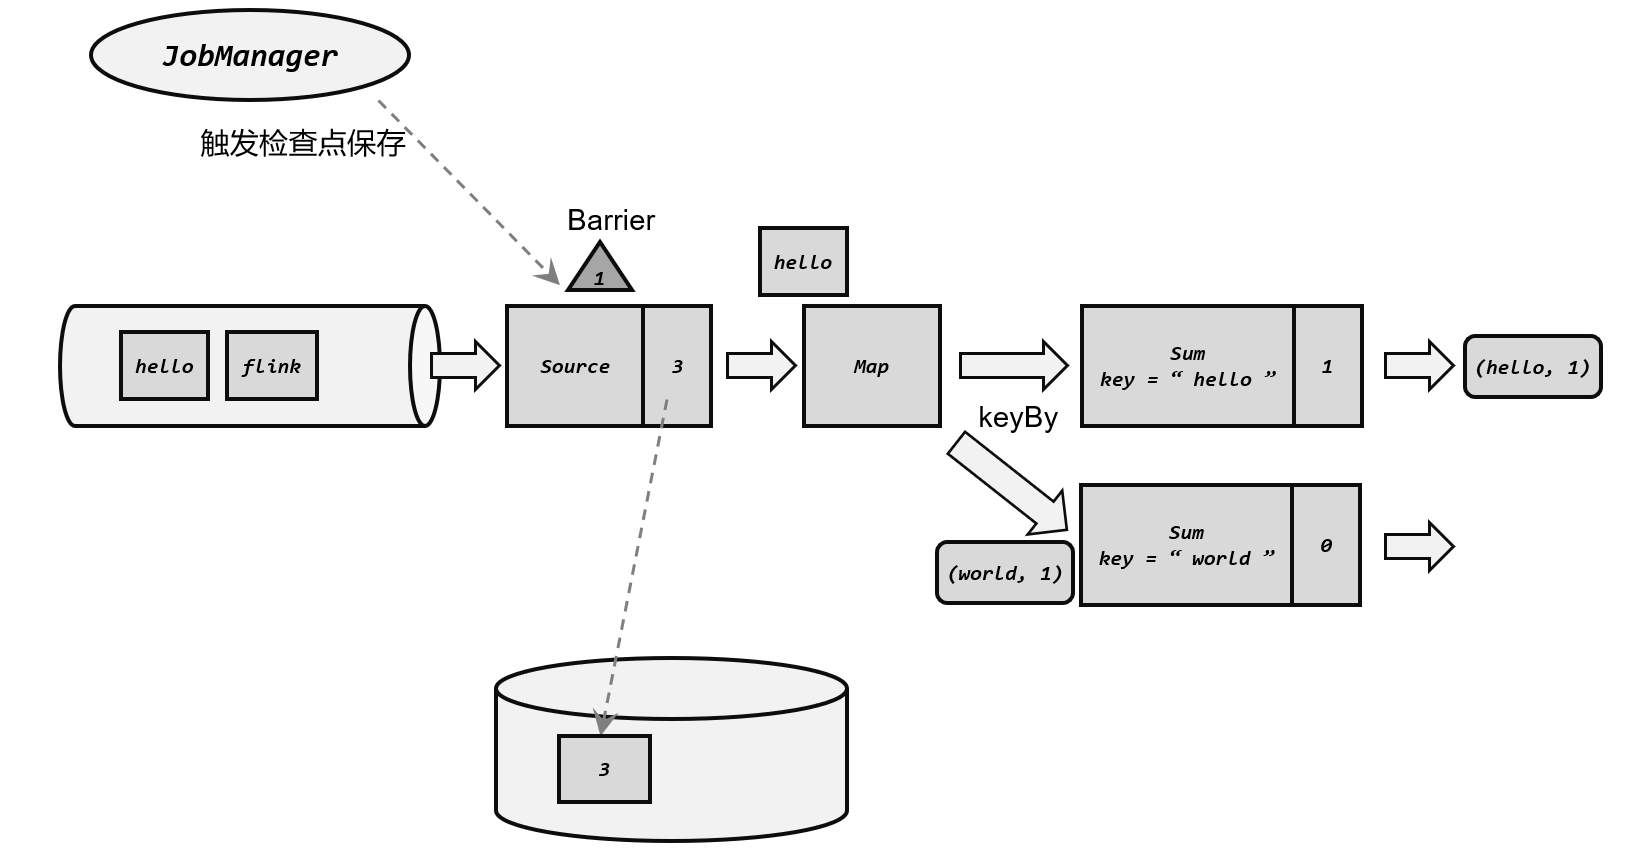 JobManager
触发检查点保存
Barrier
1
hello
hello
flink
Source
3
Map
Sum
key = “ hello ”
1
(hello, 1)
keyBy
Sum
key = “ world ”
0
(world, 1)
3